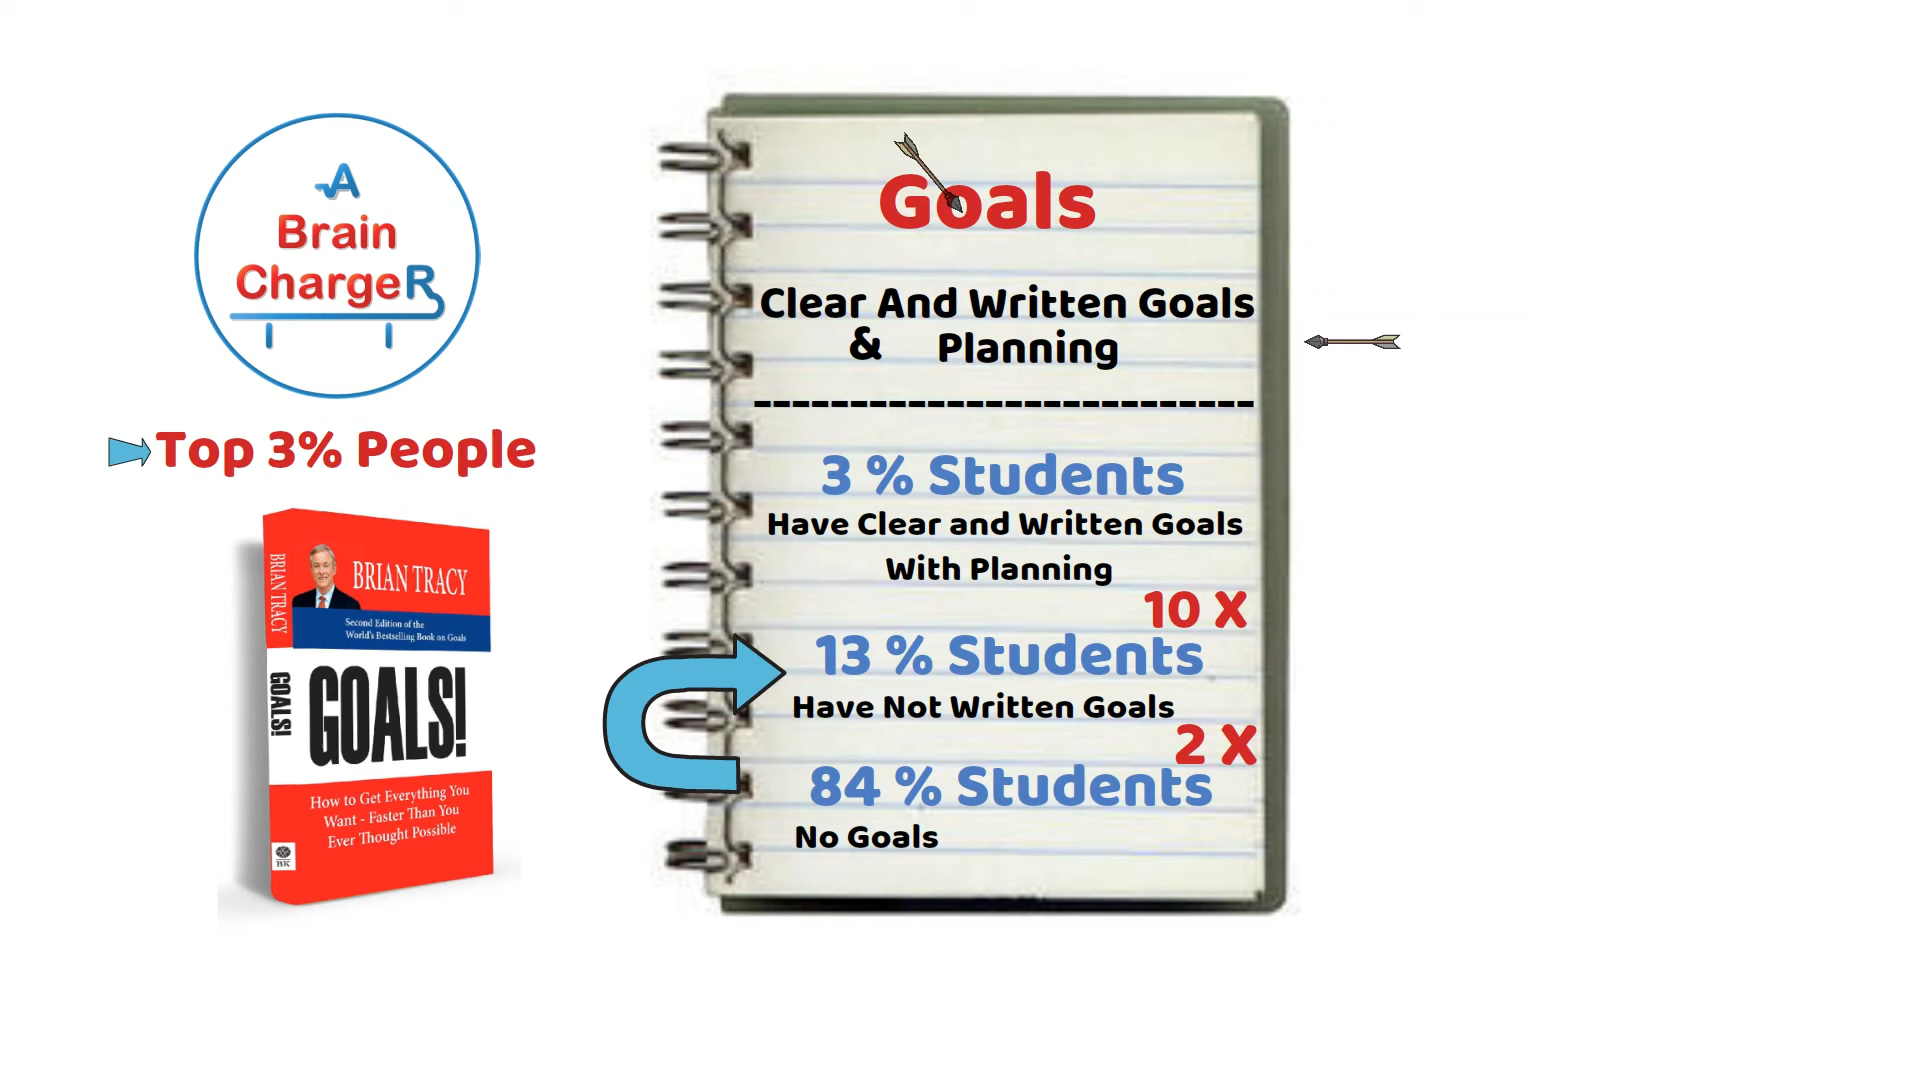 A
Brain
ChargeR
Top 3% People
BRIAN TRACY
BRIAN TRACY
Second Edition of the
World's Bestselling Book on Goals
GOALS!
GOALS!
How to Get Everything You
Want - Faster Than You
Ever Thought Possible
BK
Goals
Clear And Written Goals
& Planning
--------------------------
3 % Students
Have Clear and Written Goals
With Planning
10 X
13 % Students
Have Not Written Goals
2 X
84 % Students
No Goals